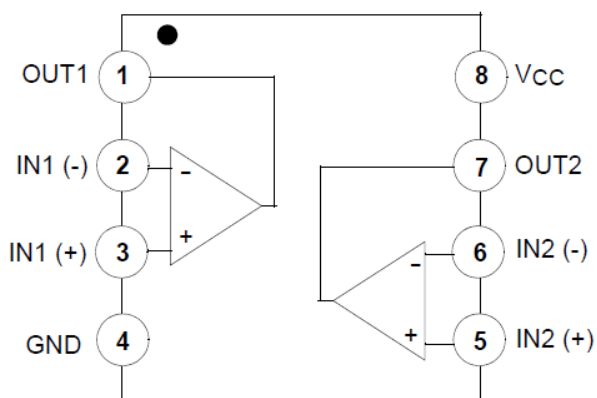 OUT1 1
8 VCC
IN1 (-) 2 -
7 OUT2
IN1 (+) 3 +
- 6 IN2 (-)
GND 4
+ 5 IN2 (+)